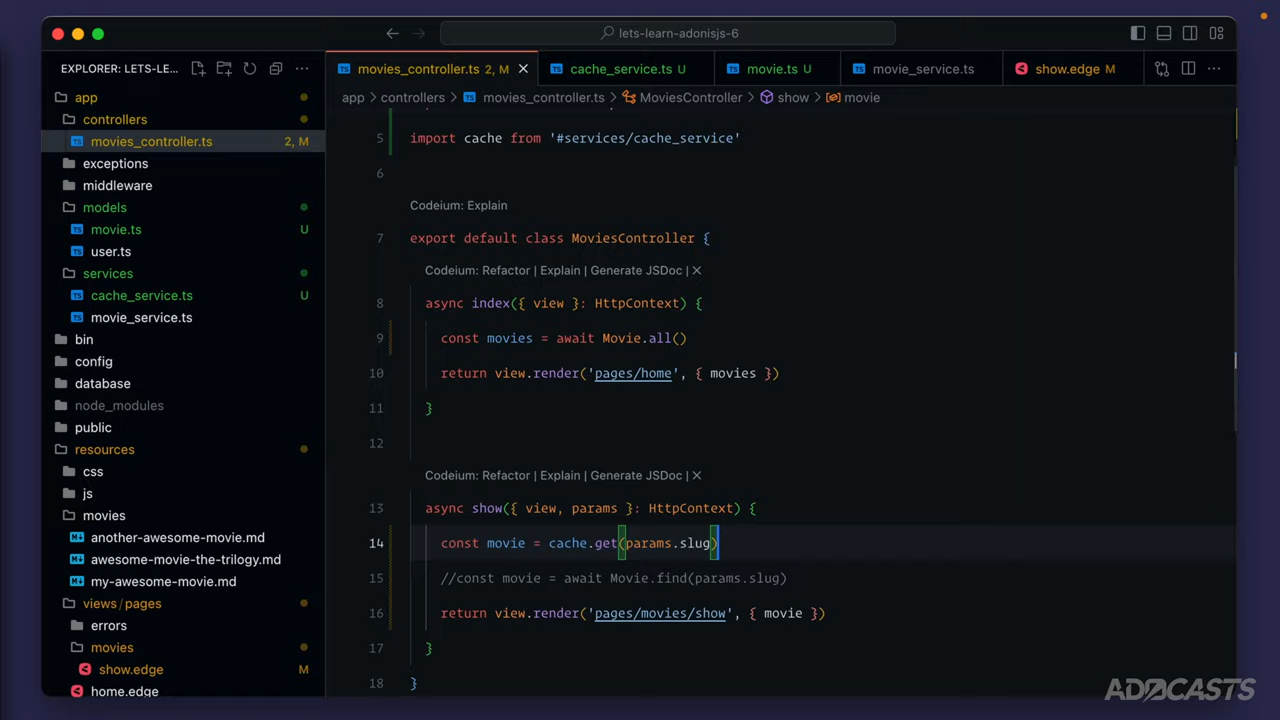 lets-learn-adonisjs-6
EXPLORER: LETS-LE...
movies_controller.ts 2, M
cache_service.ts U
movie.ts U
movie_service.ts
show.edge M
app > controllers > movies_controller.ts > MoviesController > show > movie
app
controllers
movies_controller.ts 2, M
exceptions
middleware
models
movie.ts U
user.ts
services
cache_service.ts U
movie_service.ts
bin
config
database
node_modules
public
resources
css
js
movies
another-awesome-movie.md
awesome-movie-the-trilogy.md
my-awesome-movie.md
views/pages
errors
movies
show.edge M
home.edge
5 import cache from '#services/cache_service'
6
Codeium: Explain
7 export default class MoviesController {
Codeium: Refactor | Explain | Generate JSDoc | X
8 async index({ view }: HttpContext) {
9 const movies = await Movie.all()
10 return view.render('pages/home', { movies })
11 }
12
Codeium: Refactor | Explain | Generate JSDoc | X
13 async show({ view, params }: HttpContext) {
14 const movie = cache.get(params.slug)
15 //const movie = await Movie.find(params.slug)
16 return view.render('pages/movies/show', { movie })
17 }
18 }
ADOCASTS